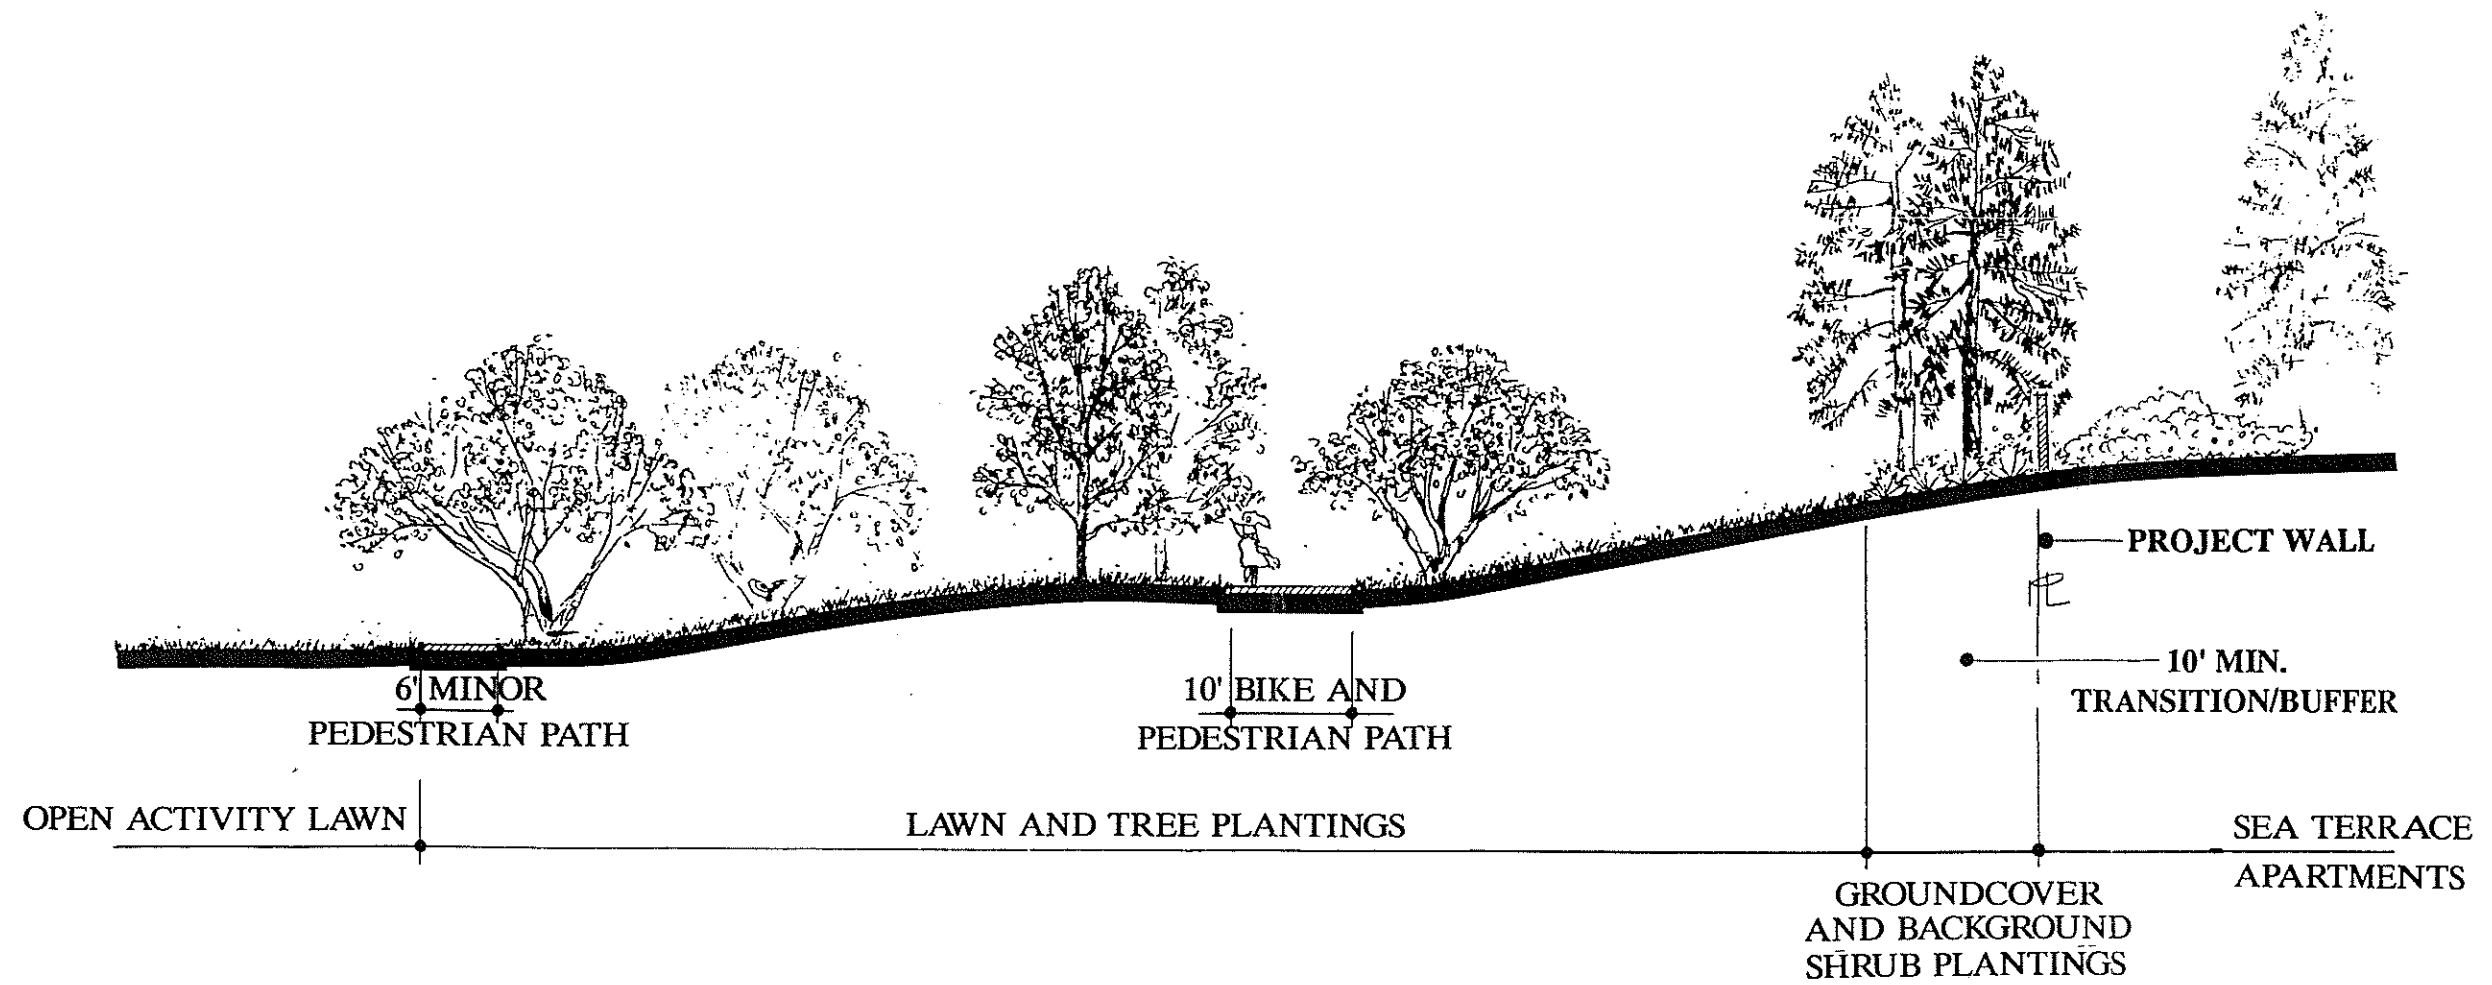 PROJECT WALL
PL
10' MIN.
TRANSITION/BUFFER
6' MINOR
PEDESTRIAN PATH
10' BIKE AND
PEDESTRIAN PATH
OPEN ACTIVITY LAWN
LAWN AND TREE PLANTINGS
SEA TERRACE
APARTMENTS
GROUNDCOVER
AND BACKGROUND
SHRUB PLANTINGS